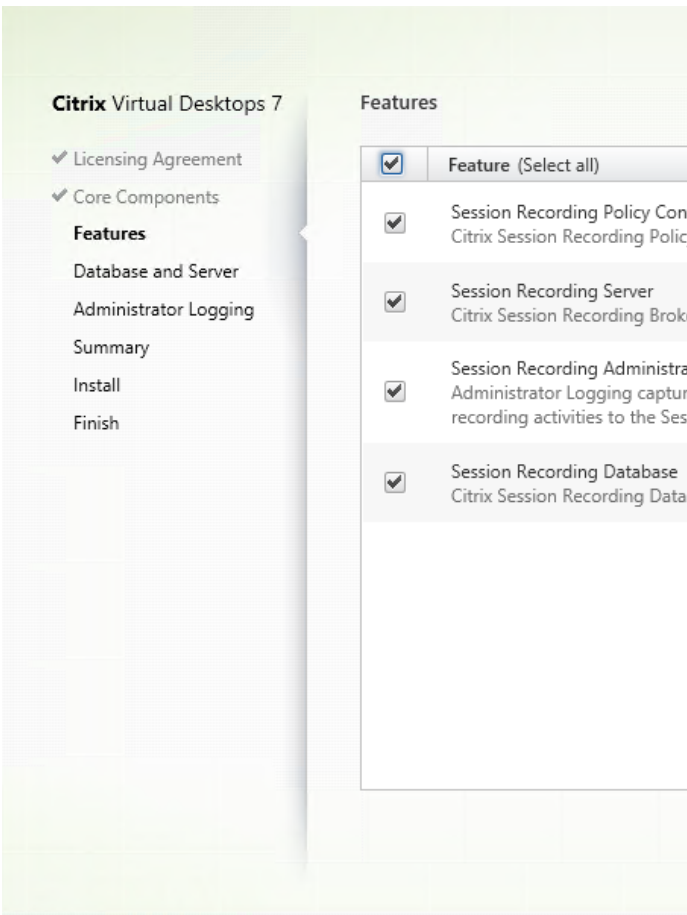 Citrix Virtual Desktops 7
Licensing Agreement
Core Components
Features
Database and Server
Administrator Logging
Summary
Install
Finish
Features
Feature (Select all)
Session Recording Policy Con
Citrix Session Recording Polic
Session Recording Server
Citrix Session Recording Brok
Session Recording Administra
Administrator Logging captur
recording activities to the Ses
Session Recording Database
Citrix Session Recording Data